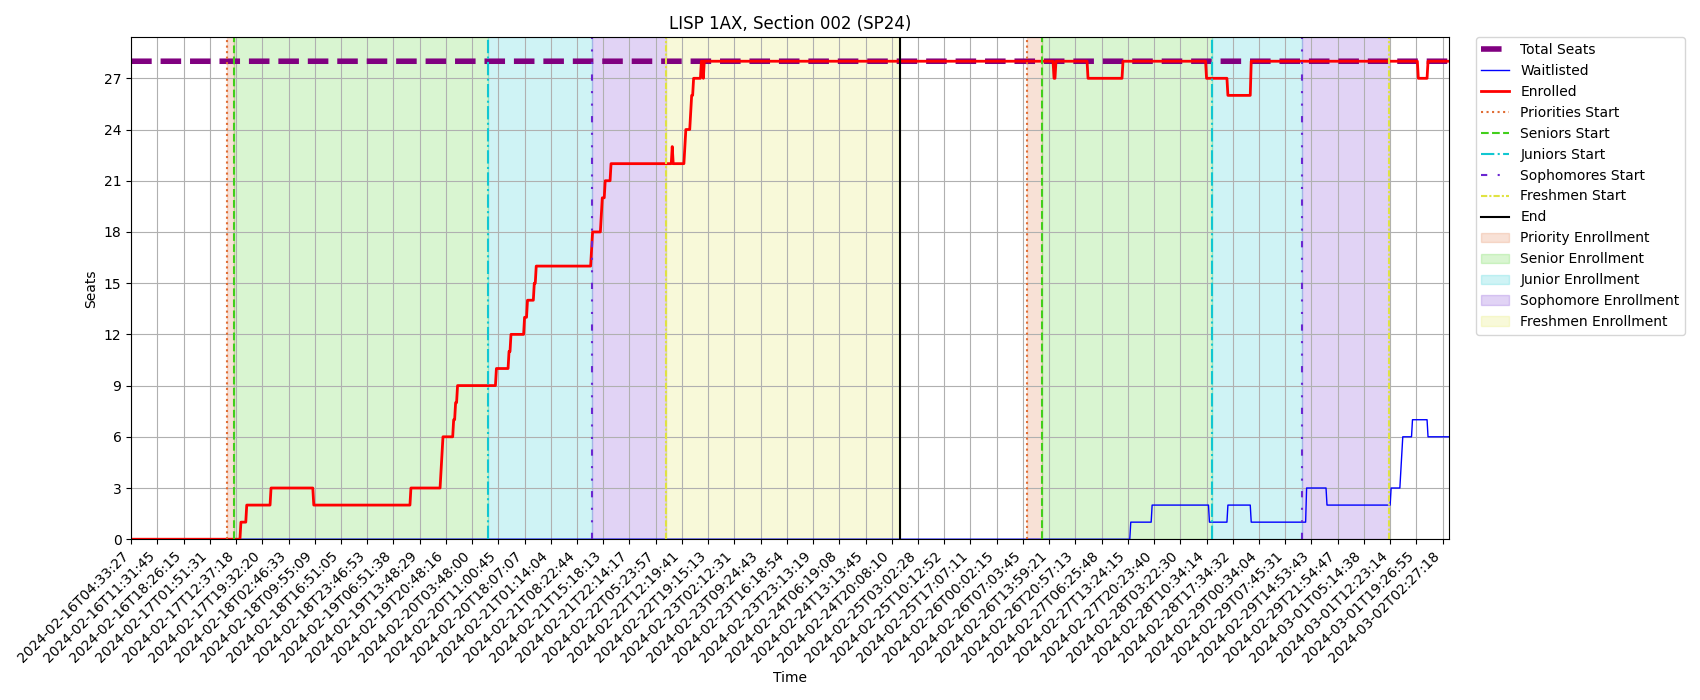 LISP 1AX, Section 002 (SP24)
Seats
27
24
21
18
15
12
9
6
3
0
2024-02-16T04:33:27
2024-02-16T11:31:45
2024-02-16T18:26:15
2024-02-17T01:51:31
2024-02-17T12:37:18
2024-02-17T19:32:20
2024-02-18T02:46:33
2024-02-18T09:55:09
2024-02-18T16:51:05
2024-02-18T23:46:53
2024-02-19T06:51:38
2024-02-19T13:48:29
2024-02-19T20:48:16
2024-02-20T03:48:00
2024-02-20T11:00:45
2024-02-20T18:07:07
2024-02-21T01:14:04
2024-02-21T08:22:44
2024-02-21T15:18:13
2024-02-21T22:14:17
2024-02-22T05:23:57
2024-02-22T12:19:41
2024-02-22T19:15:13
2024-02-23T02:12:31
2024-02-23T09:24:43
2024-02-23T16:18:54
2024-02-23T23:13:19
2024-02-24T06:19:08
2024-02-24T13:13:45
2024-02-24T20:08:10
2024-02-25T03:02:28
2024-02-25T10:12:52
2024-02-25T17:07:11
2024-02-26T00:02:15
2024-02-26T07:03:45
2024-02-26T13:59:21
2024-02-26T20:57:13
2024-02-27T06:25:48
2024-02-27T13:24:15
2024-02-27T20:23:40
2024-02-28T03:22:30
2024-02-28T10:34:14
2024-02-28T17:34:32
2024-02-29T00:34:04
2024-02-29T07:45:31
2024-02-29T14:53:43
2024-02-29T21:54:47
2024-03-01T05:14:38
2024-03-01T12:23:14
2024-03-01T19:26:55
2024-03-02T02:27:18
Time
Total Seats
Waitlisted
Enrolled
Priorities Start
Seniors Start
Juniors Start
Sophomores Start
Freshmen Start
End
Priority Enrollment
Senior Enrollment
Junior Enrollment
Sophomore Enrollment
Freshmen Enrollment